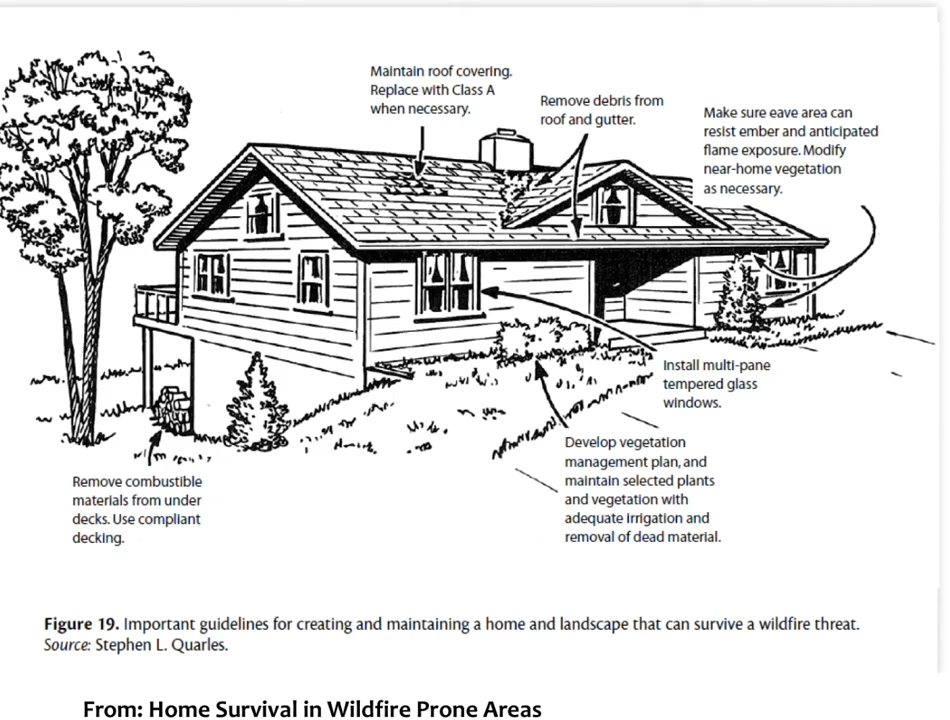 Maintain roof covering.
Replace with Class A
when necessary.
Remove debris from
roof and gutter.
Make sure eave area can
resist ember and anticipated
flame exposure. Modify
near-home vegetation
as necessary.
Install multi-pane
tempered glass
windows.
Develop vegetation
management plan, and
maintain selected plants
and vegetation with
adequate irrigation and
removal of dead material.
Remove combustible
materials from under
decks. Use compliant
decking.
Figure 19. Important guidelines for creating and maintaining a home and landscape that can survive a wildfire threat.
Source: Stephen L. Quarles.
From: Home Survival in Wildfire Prone Areas